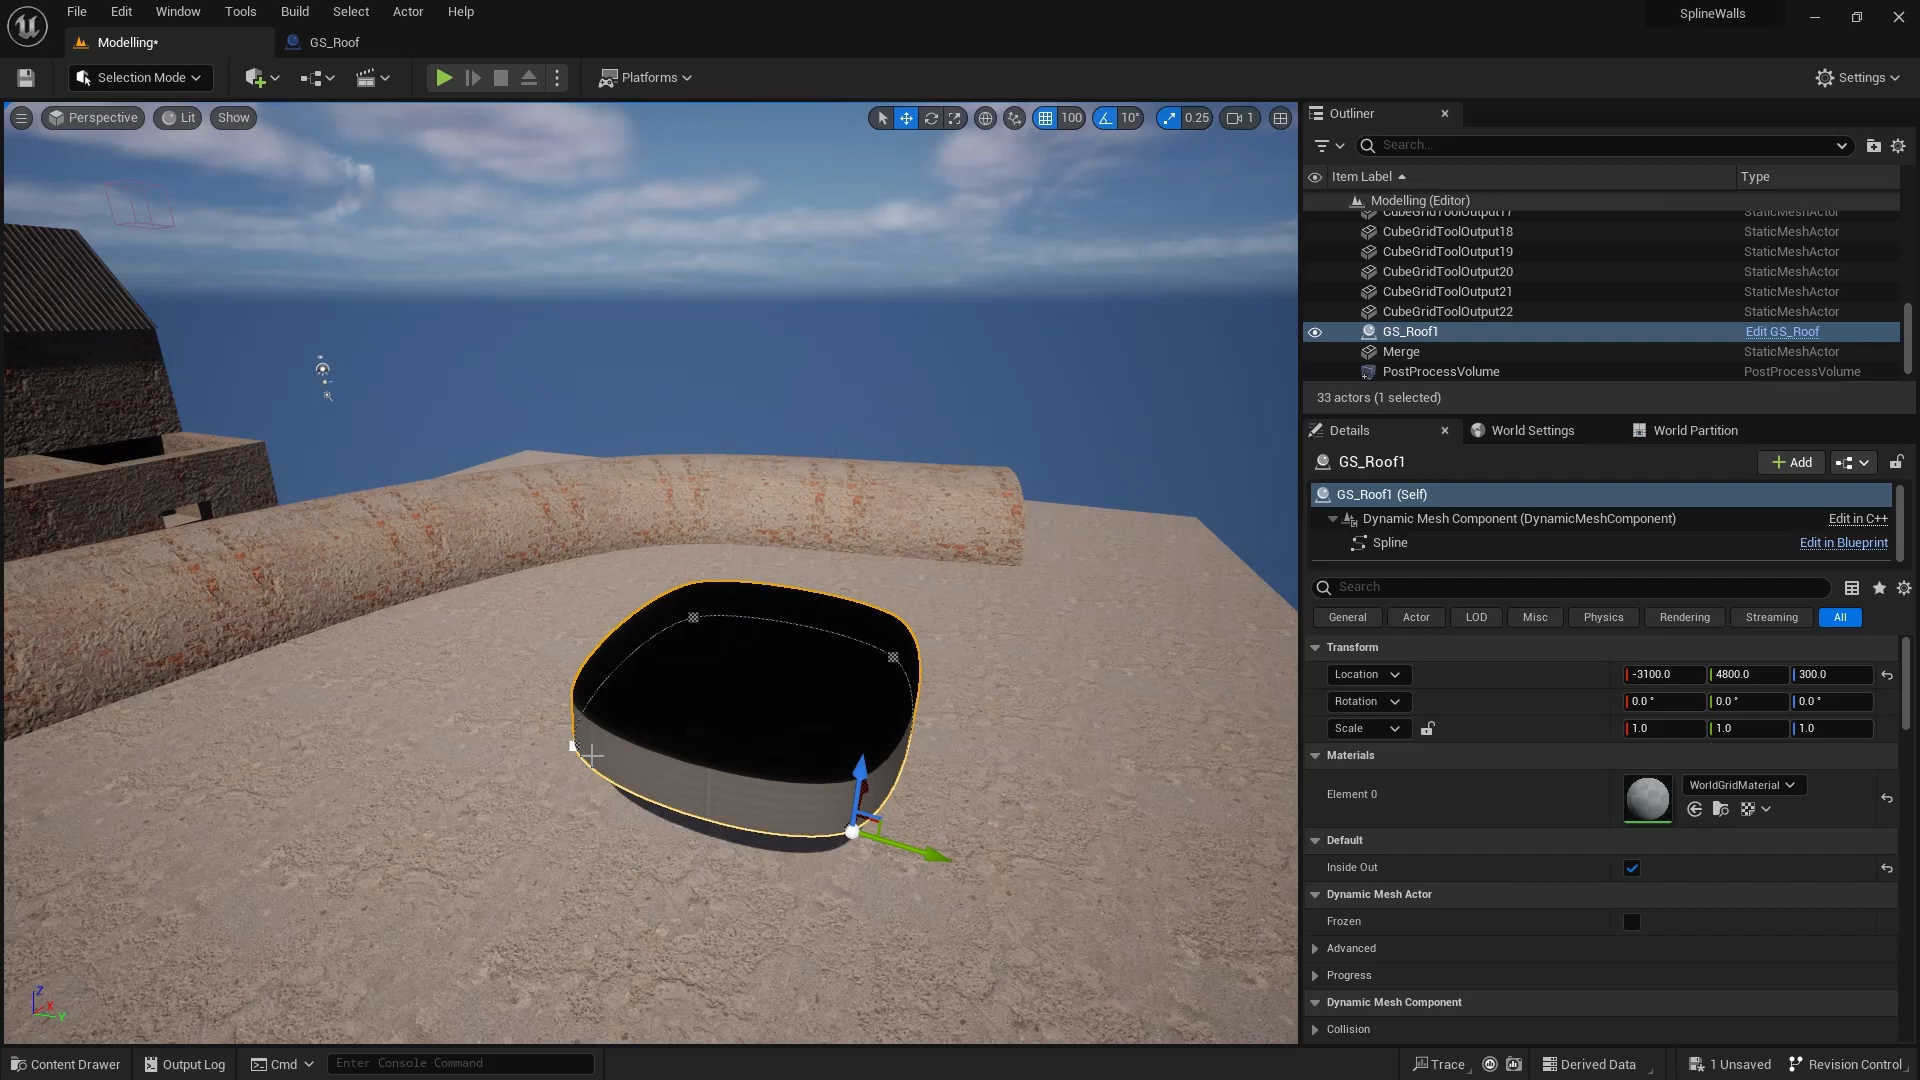 File Edit Window Tools Build Select Actor Help
SplineWalls
Modelling*
GS_Roof
Selection Mode
Platforms
Settings
Perspective
Lit
Show
100
10°
0.25
1
Outliner
Search...
Item Label
Type
Modelling (Editor)
CubeGridToolOutput17 StaticMeshActor
CubeGridToolOutput18 StaticMeshActor
CubeGridToolOutput19 StaticMeshActor
CubeGridToolOutput20 StaticMeshActor
CubeGridToolOutput21 StaticMeshActor
CubeGridToolOutput22 StaticMeshActor
GS_Roof1 Edit GS_Roof
Merge StaticMeshActor
PostProcessVolume PostProcessVolume
33 actors (1 selected)
Details
World Settings
World Partition
GS_Roof1
Add
GS_Roof1 (Self)
Dynamic Mesh Component (DynamicMeshComponent) Edit in C++
Spline Edit in Blueprint
Search
General Actor LOD Misc Physics Rendering Streaming All
Transform
Location -3100.0 4800.0 300.0
Rotation 0.0 ° 0.0 ° 0.0 °
Scale 1.0 1.0 1.0
Materials
Element 0 WorldGridMaterial
Default
Inside Out
Dynamic Mesh Actor
Frozen
Advanced
Progress
Dynamic Mesh Component
Collision
Z
X
Y
Content Drawer
Output Log
Cmd
Enter Console Command
Trace
Derived Data
1 Unsaved
Revision Control